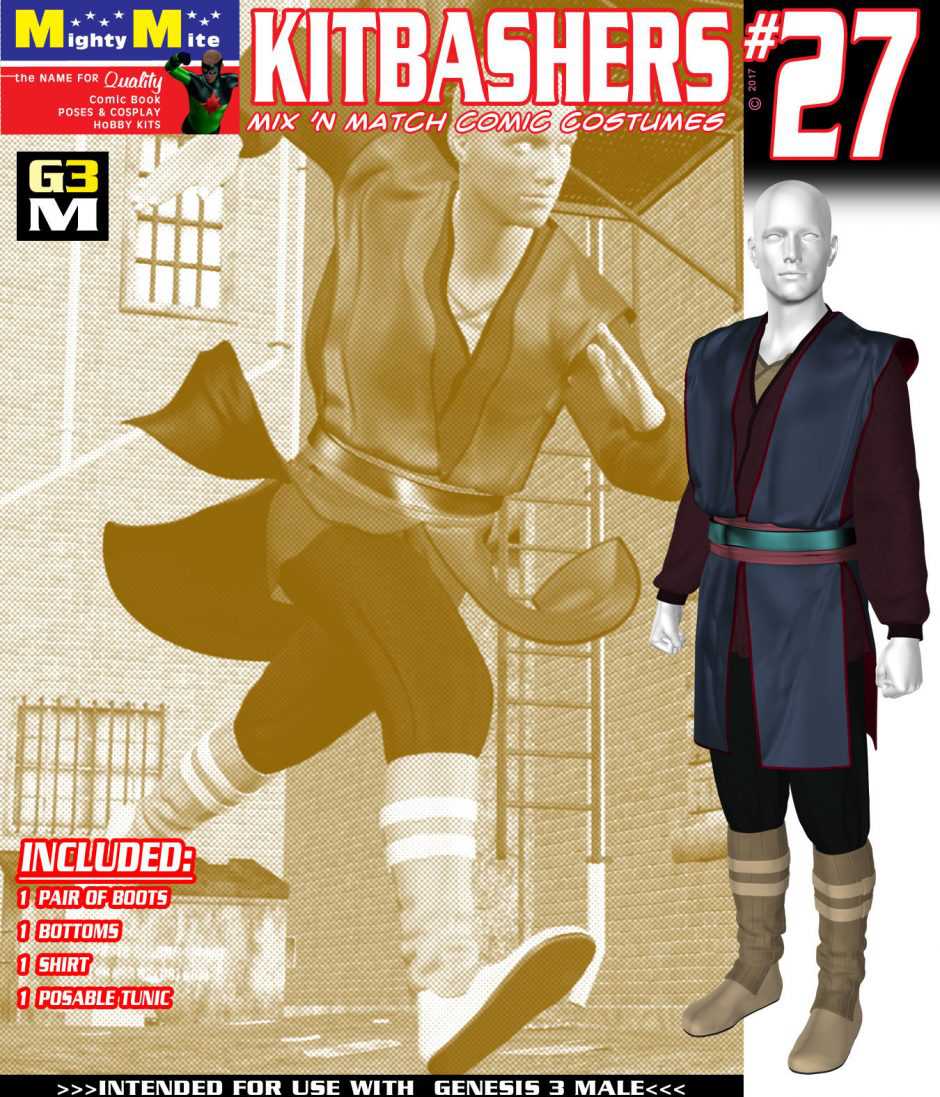 Mighty Mite
the NAME FOR Quality
Comic Book
POSES & COSPLAY
HoBBY KITS
KITBASHERS
MIX 'N MATCH COMIC COSTUMES
#27
© 2017
G3
M
INCLUDED:
1 PAIR OF BOOTS
1 BOTTOMS
1 SHIRT
1 POSABLE TUNIC
>>>INTENDED FOR USE WITH GENESIS 3 MALE<<<